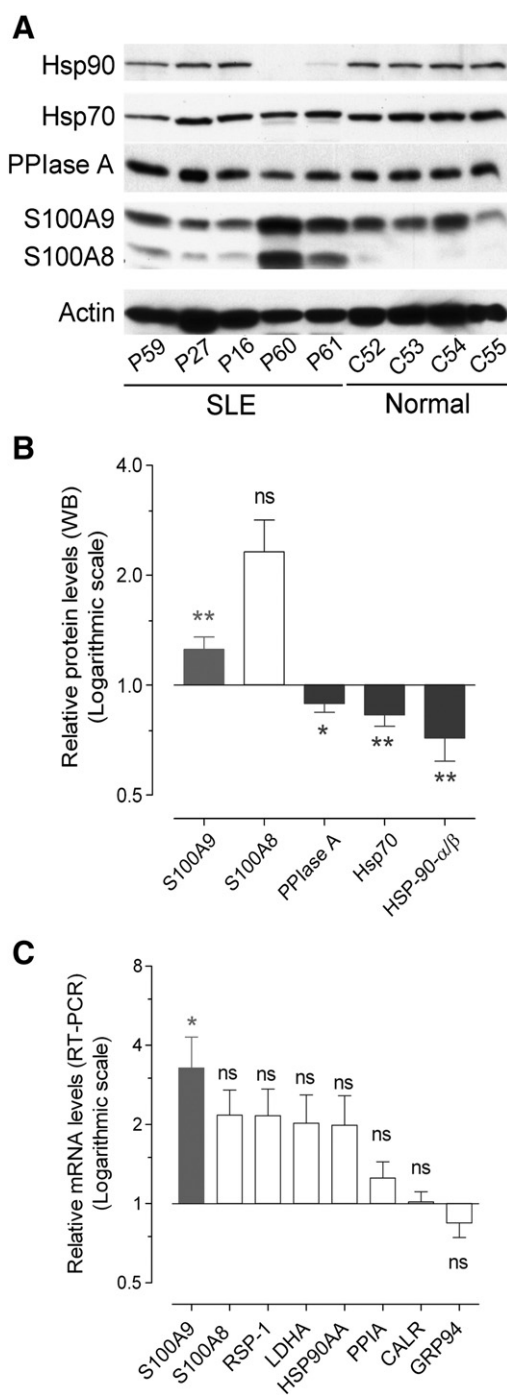 A
Hsp90
Hsp70
PPIase A
S100A9
S100A8
Actin
P59 P27 P16 P60 P61 C52 C53 C54 C55
SLE Normal
B
Relative protein levels (WB)
(Logarithmic scale)
4.0
2.0
1.0
0.5
ns
**
*
**
**
S100A9 S100A8 PPIase A Hsp70 HSP-90-α/β
C
Relative mRNA levels (RT-PCR)
(Logarithmic scale)
8
4
2
1
0.5
*
ns ns ns ns ns ns ns
S100A9 S100A8 RSP-1 LDHA HSP90AA PPIA CALR GRP94